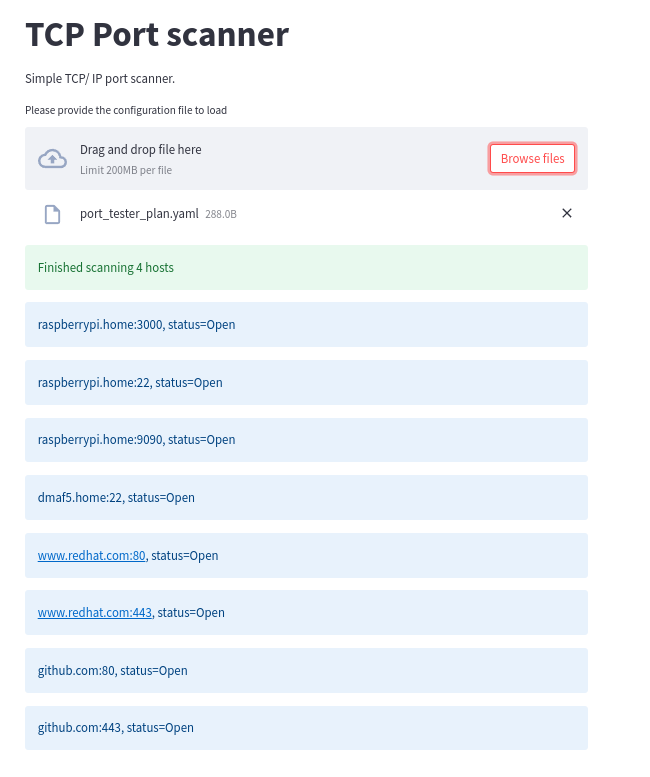 TCP Port scanner
Simple TCP/ IP port scanner.
Please provide the configuration file to load
Drag and drop file here
Limit 200MB per file
Browse files
port_tester_plan.yaml 288.0B
Finished scanning 4 hosts
raspberrypi.home:3000, status=Open
raspberrypi.home:22, status=Open
raspberrypi.home:9090, status=Open
dmaf5.home:22, status=Open
www.redhat.com:80, status=Open
www.redhat.com:443, status=Open
github.com:80, status=Open
github.com:443, status=Open